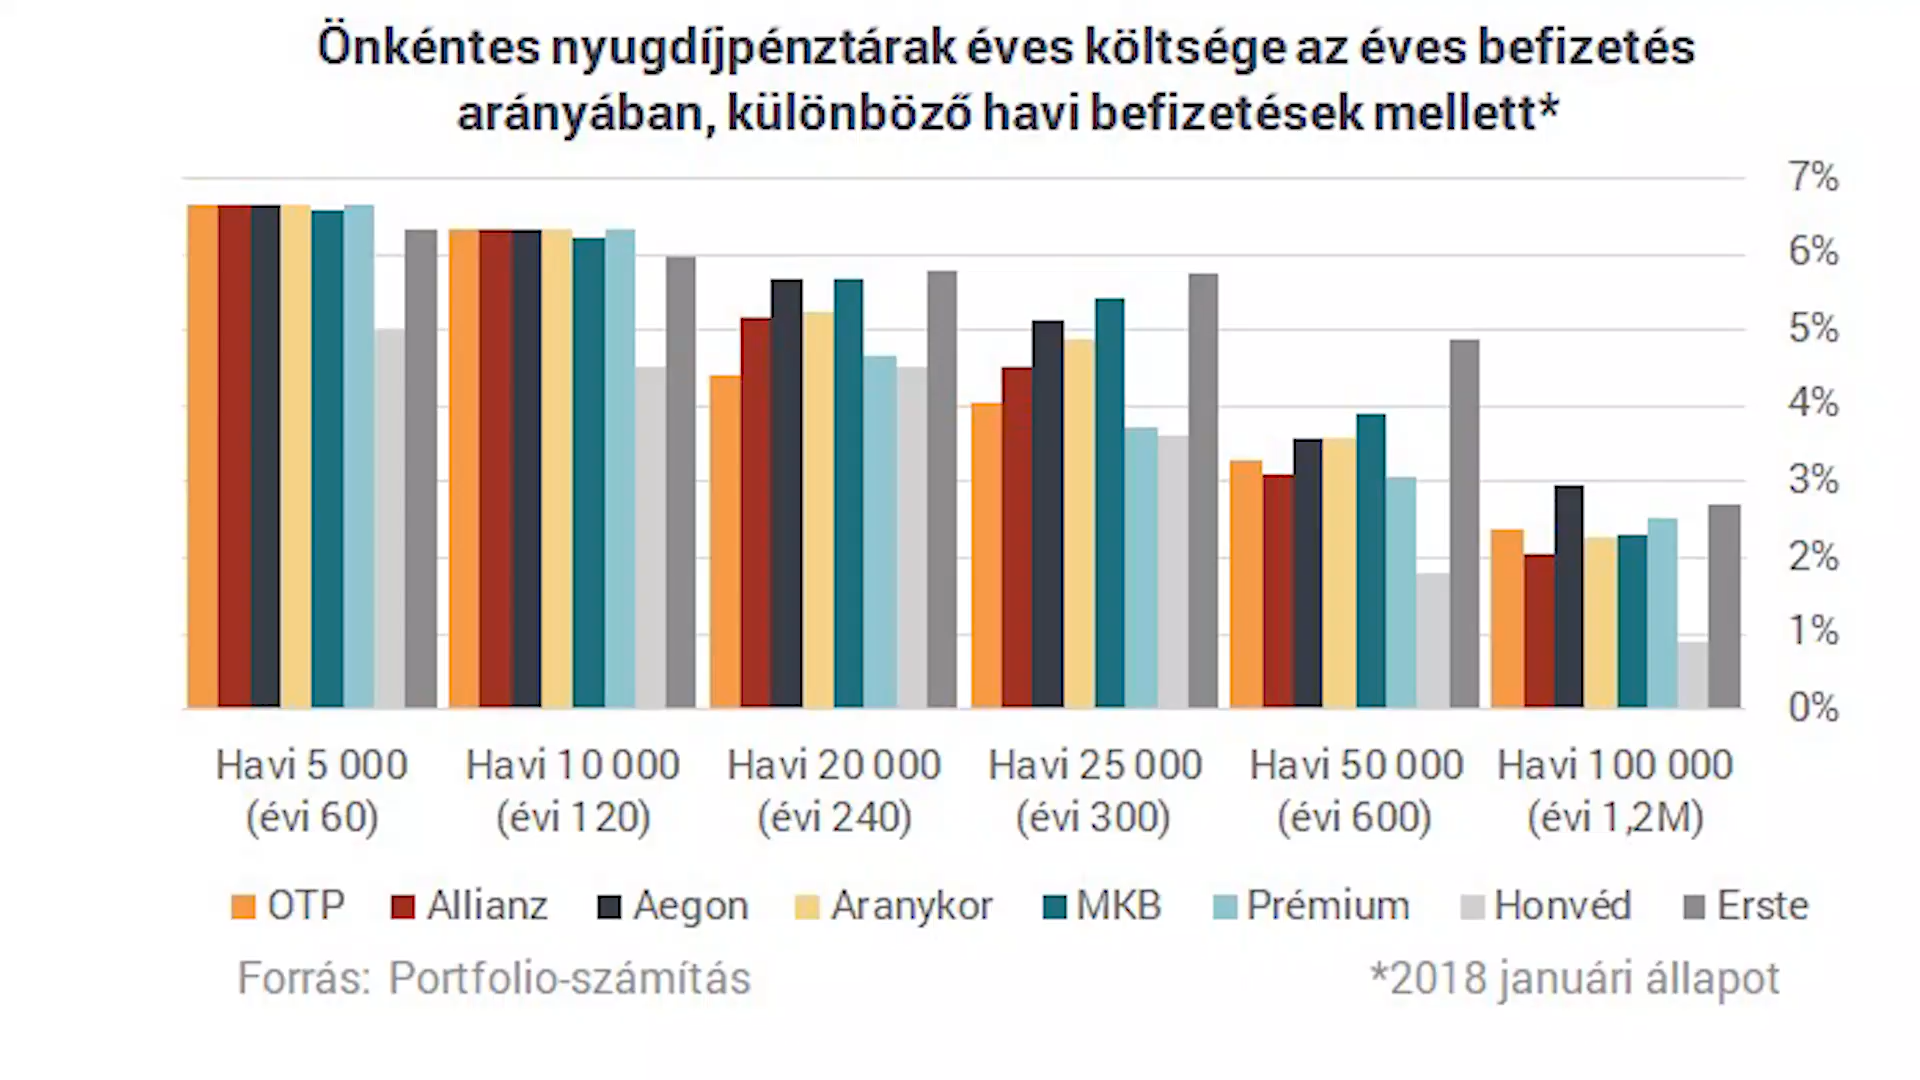 Önkéntes nyugdíjpénztárak éves költsége az éves befizetés
arányában, különböző havi befizetések mellett*
7%
6%
5%
4%
3%
2%
1%
0%
Havi 5 000 Havi 10 000 Havi 20 000 Havi 25 000 Havi 50 000 Havi 100 000
(évi 60) (évi 120) (évi 240) (évi 300) (évi 600) (évi 1,2M)
OTP Allianz Aegon Aranykor MKB Prémium Honvéd Erste
Forrás: Portfolio-számítás *2018 januári állapot